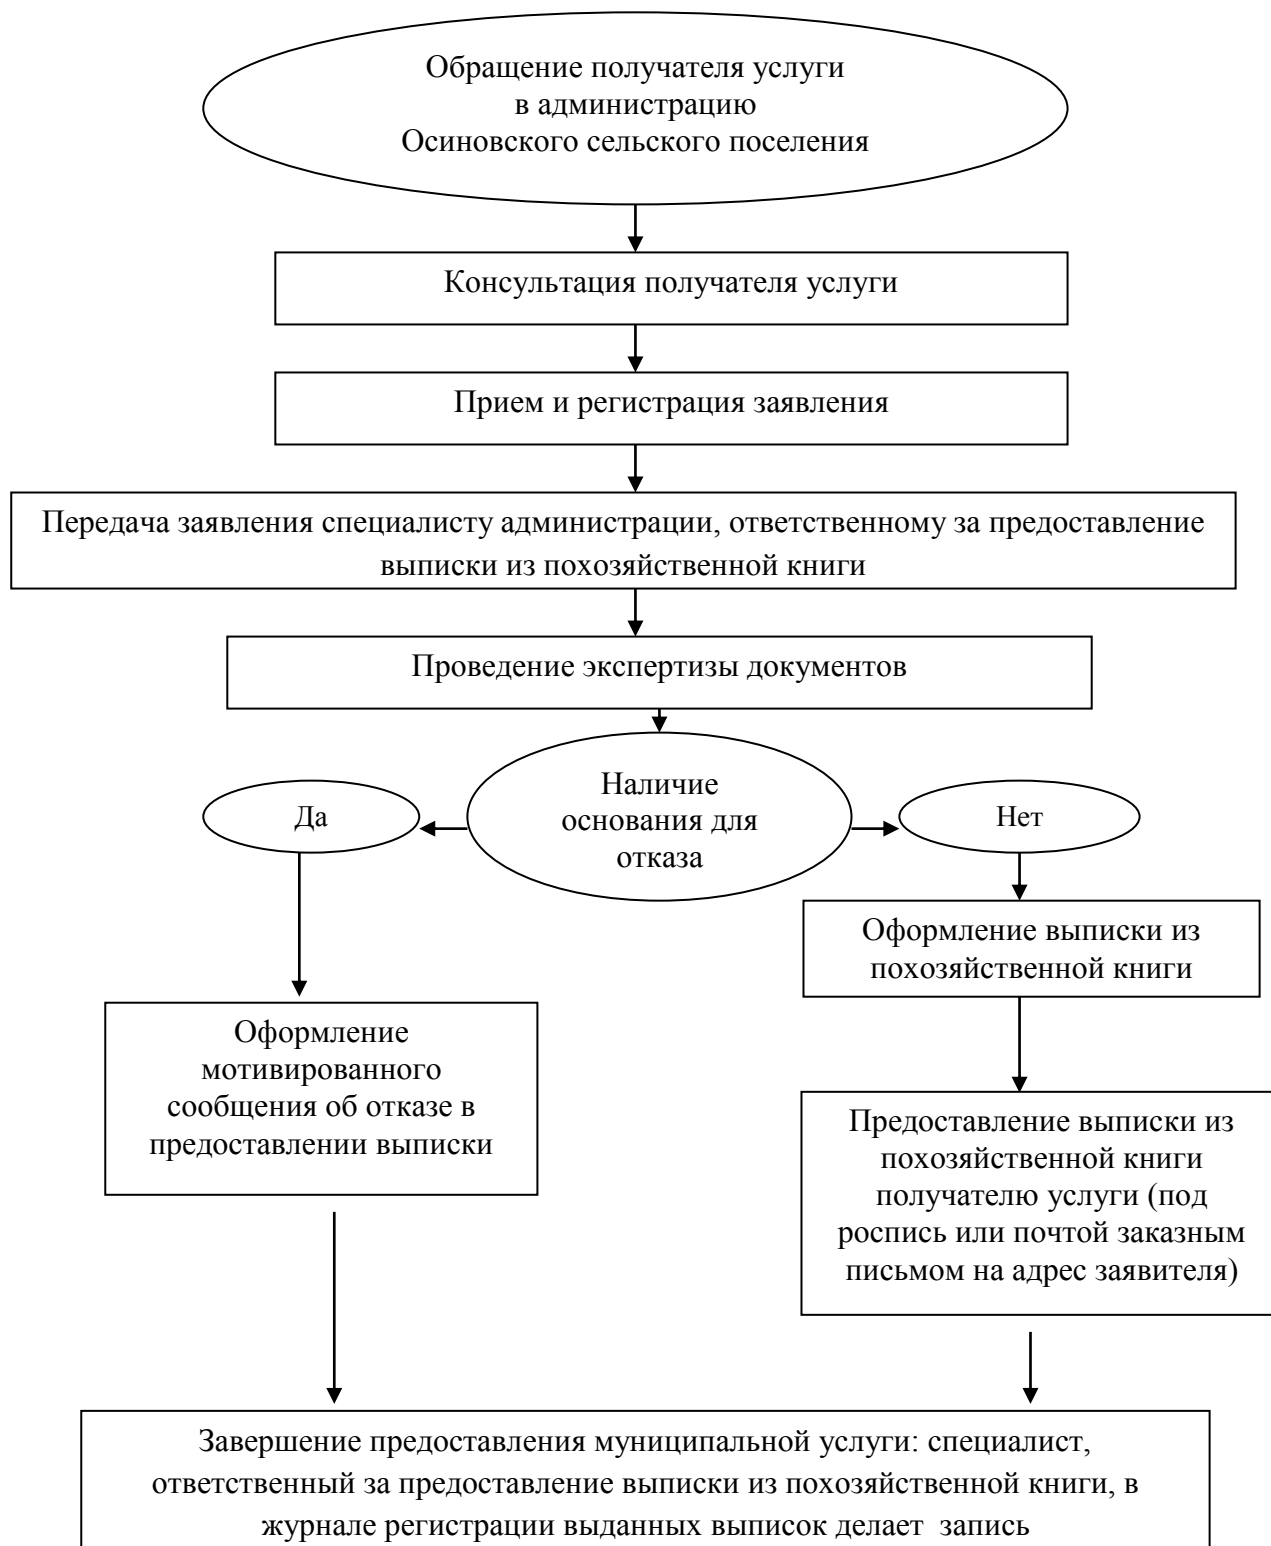 Обращение получателя услуги
в администрацию
Осиновского сельского поселения
Консультация получателя услуги
Прием и регистрация заявления
Передача заявления специалисту администрации, ответственному за предоставление
выписки из похозяйственной книги
Проведение экспертизы документов
Наличие
основания для
отказа
Да
Нет
Оформление выписки из
похозяйственной книги
Оформление
мотивированного
сообщения об отказе в
предоставлении выписки
Предоставление выписки из
похозяйственной книги
получателю услуги (под
роспись или почтой заказным
письмом на адрес заявителя)
Завершение предоставления муниципальной услуги: специалист,
ответственный за предоставление выписки из похозяйственной книги, в
журнале регистрации выданных выписок делает  запись